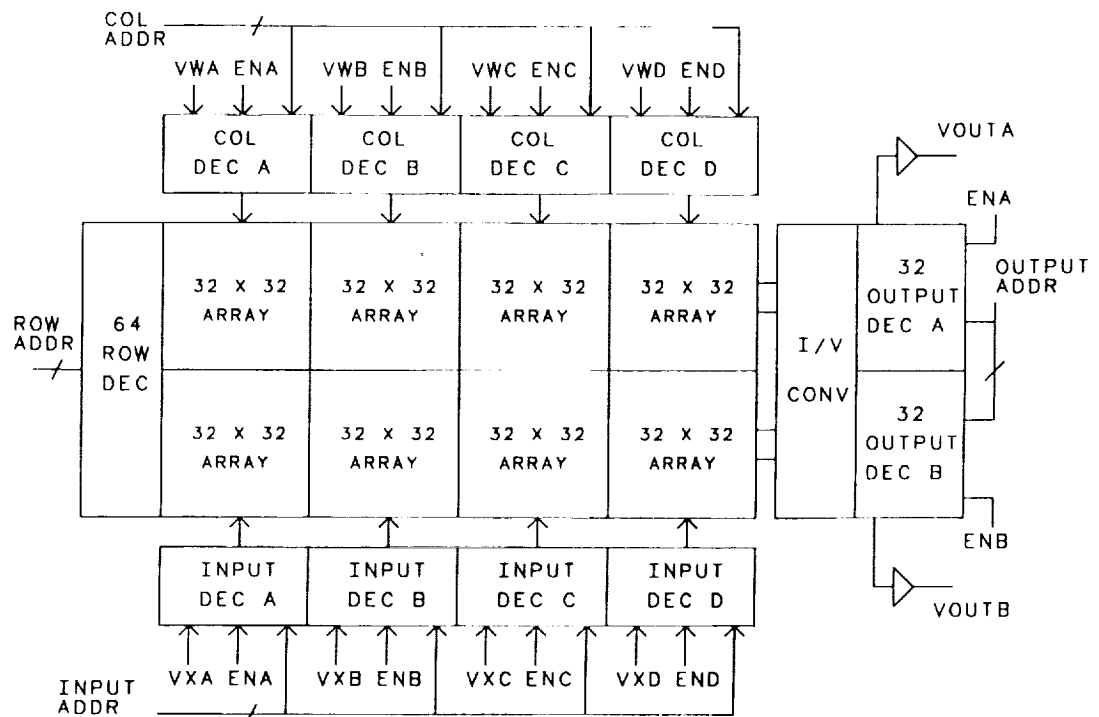 COL
ADDR
VWA ENA
VWB ENB
VWC ENC
VWD END
COL
DEC A
COL
DEC B
COL
DEC C
COL
DEC D
VOUTA
ENA
OUTPUT
ADDR
ROW
ADDR
64
ROW
DEC
32 X 32
ARRAY
32 X 32
ARRAY
32 X 32
ARRAY
32 X 32
ARRAY
I/V
CONV
32
OUTPUT
DEC A
32 X 32
ARRAY
32 X 32
ARRAY
32 X 32
ARRAY
32 X 32
ARRAY
32
OUTPUT
DEC B
ENB
VOUTB
INPUT
DEC A
INPUT
DEC B
INPUT
DEC C
INPUT
DEC D
VXA ENA
VXB ENB
VXC ENC
VXD END
INPUT
ADDR